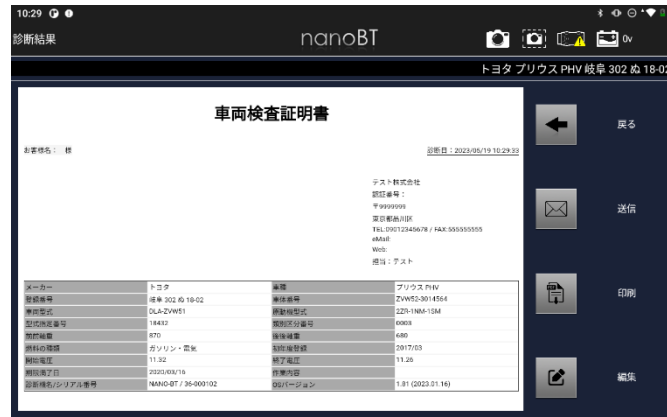 10:29
診断結果
nanoBT
0v
トヨタ プリウス PHV 岐阜 302 ぬ 18-02
車両検査証明書
お客様名： 様
診断日：2023/05/19 10:29:33
テスト株式会社
認証番号：
〒9999999
東京都品川区
TEL:09012345678 / FAX:555555555
eMail:
Web:
担当：テスト
メーカー トヨタ 車種 プリウス PHV
登録番号 岐阜 302 ぬ 18-02 車体番号 ZVW52-3014564
車両型式 DLA-ZVW51 原動機型式 2ZR-1NM-1SM
型式指定番号 18432 類別区分番号 0003
前前軸重 870 後後軸重 680
燃料の種類 ガソリン・電気 初年度登録 2017/03
開始電圧 11.32 終了電圧 11.26
期限満了日 2020/03/16 作業内容
診断機名/シリアル番号 NANO-BT / 36-000102 OSバージョン 1.81 (2023.01.16)
戻る
送信
印刷
編集